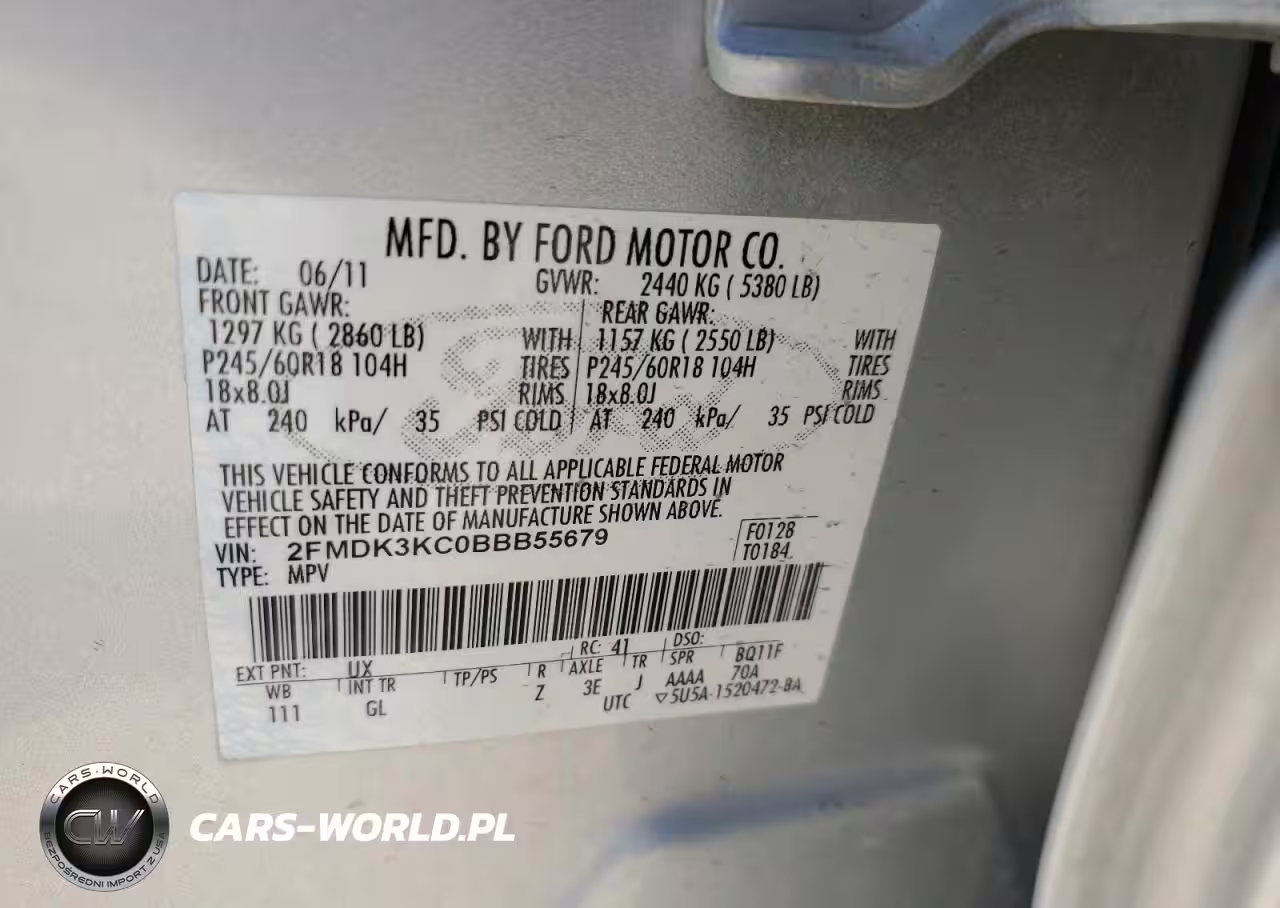 MFD. BY FORD MOTOR CO.
DATE: 06/11 GVWR: 2440 KG ( 5380 LB)
FRONT GAWR: REAR GAWR:
1297 KG ( 2860 LB) WITH 1157 KG ( 2550 LB) WITH
P245/60R18 104H TIRES P245/60R18 104H TIRES
18x8.0J RIMS 18x8.0J RIMS
AT 240 kPa/ 35 PSI COLD AT 240 kPa/ 35 PSI COLD
THIS VEHICLE CONFORMS TO ALL APPLICABLE FEDERAL MOTOR
VEHICLE SAFETY AND THEFT PREVENTION STANDARDS IN
EFFECT ON THE DATE OF MANUFACTURE SHOWN ABOVE.
VIN: 2FMDK3KC0BBB55679 F0128
TYPE: MPV T0184
EXT PNT: UX RC: 41 DSO:
WB INT TR TP/PS R AXLE TR SPR BQ11F
111 GL Z 3E J AAAA 70A
UTC ▽5U5A-1520472-BA
CARS-WORLD
CW
BEZPOŚREDNI IMPORT Z USA
CARS-WORLD.PL